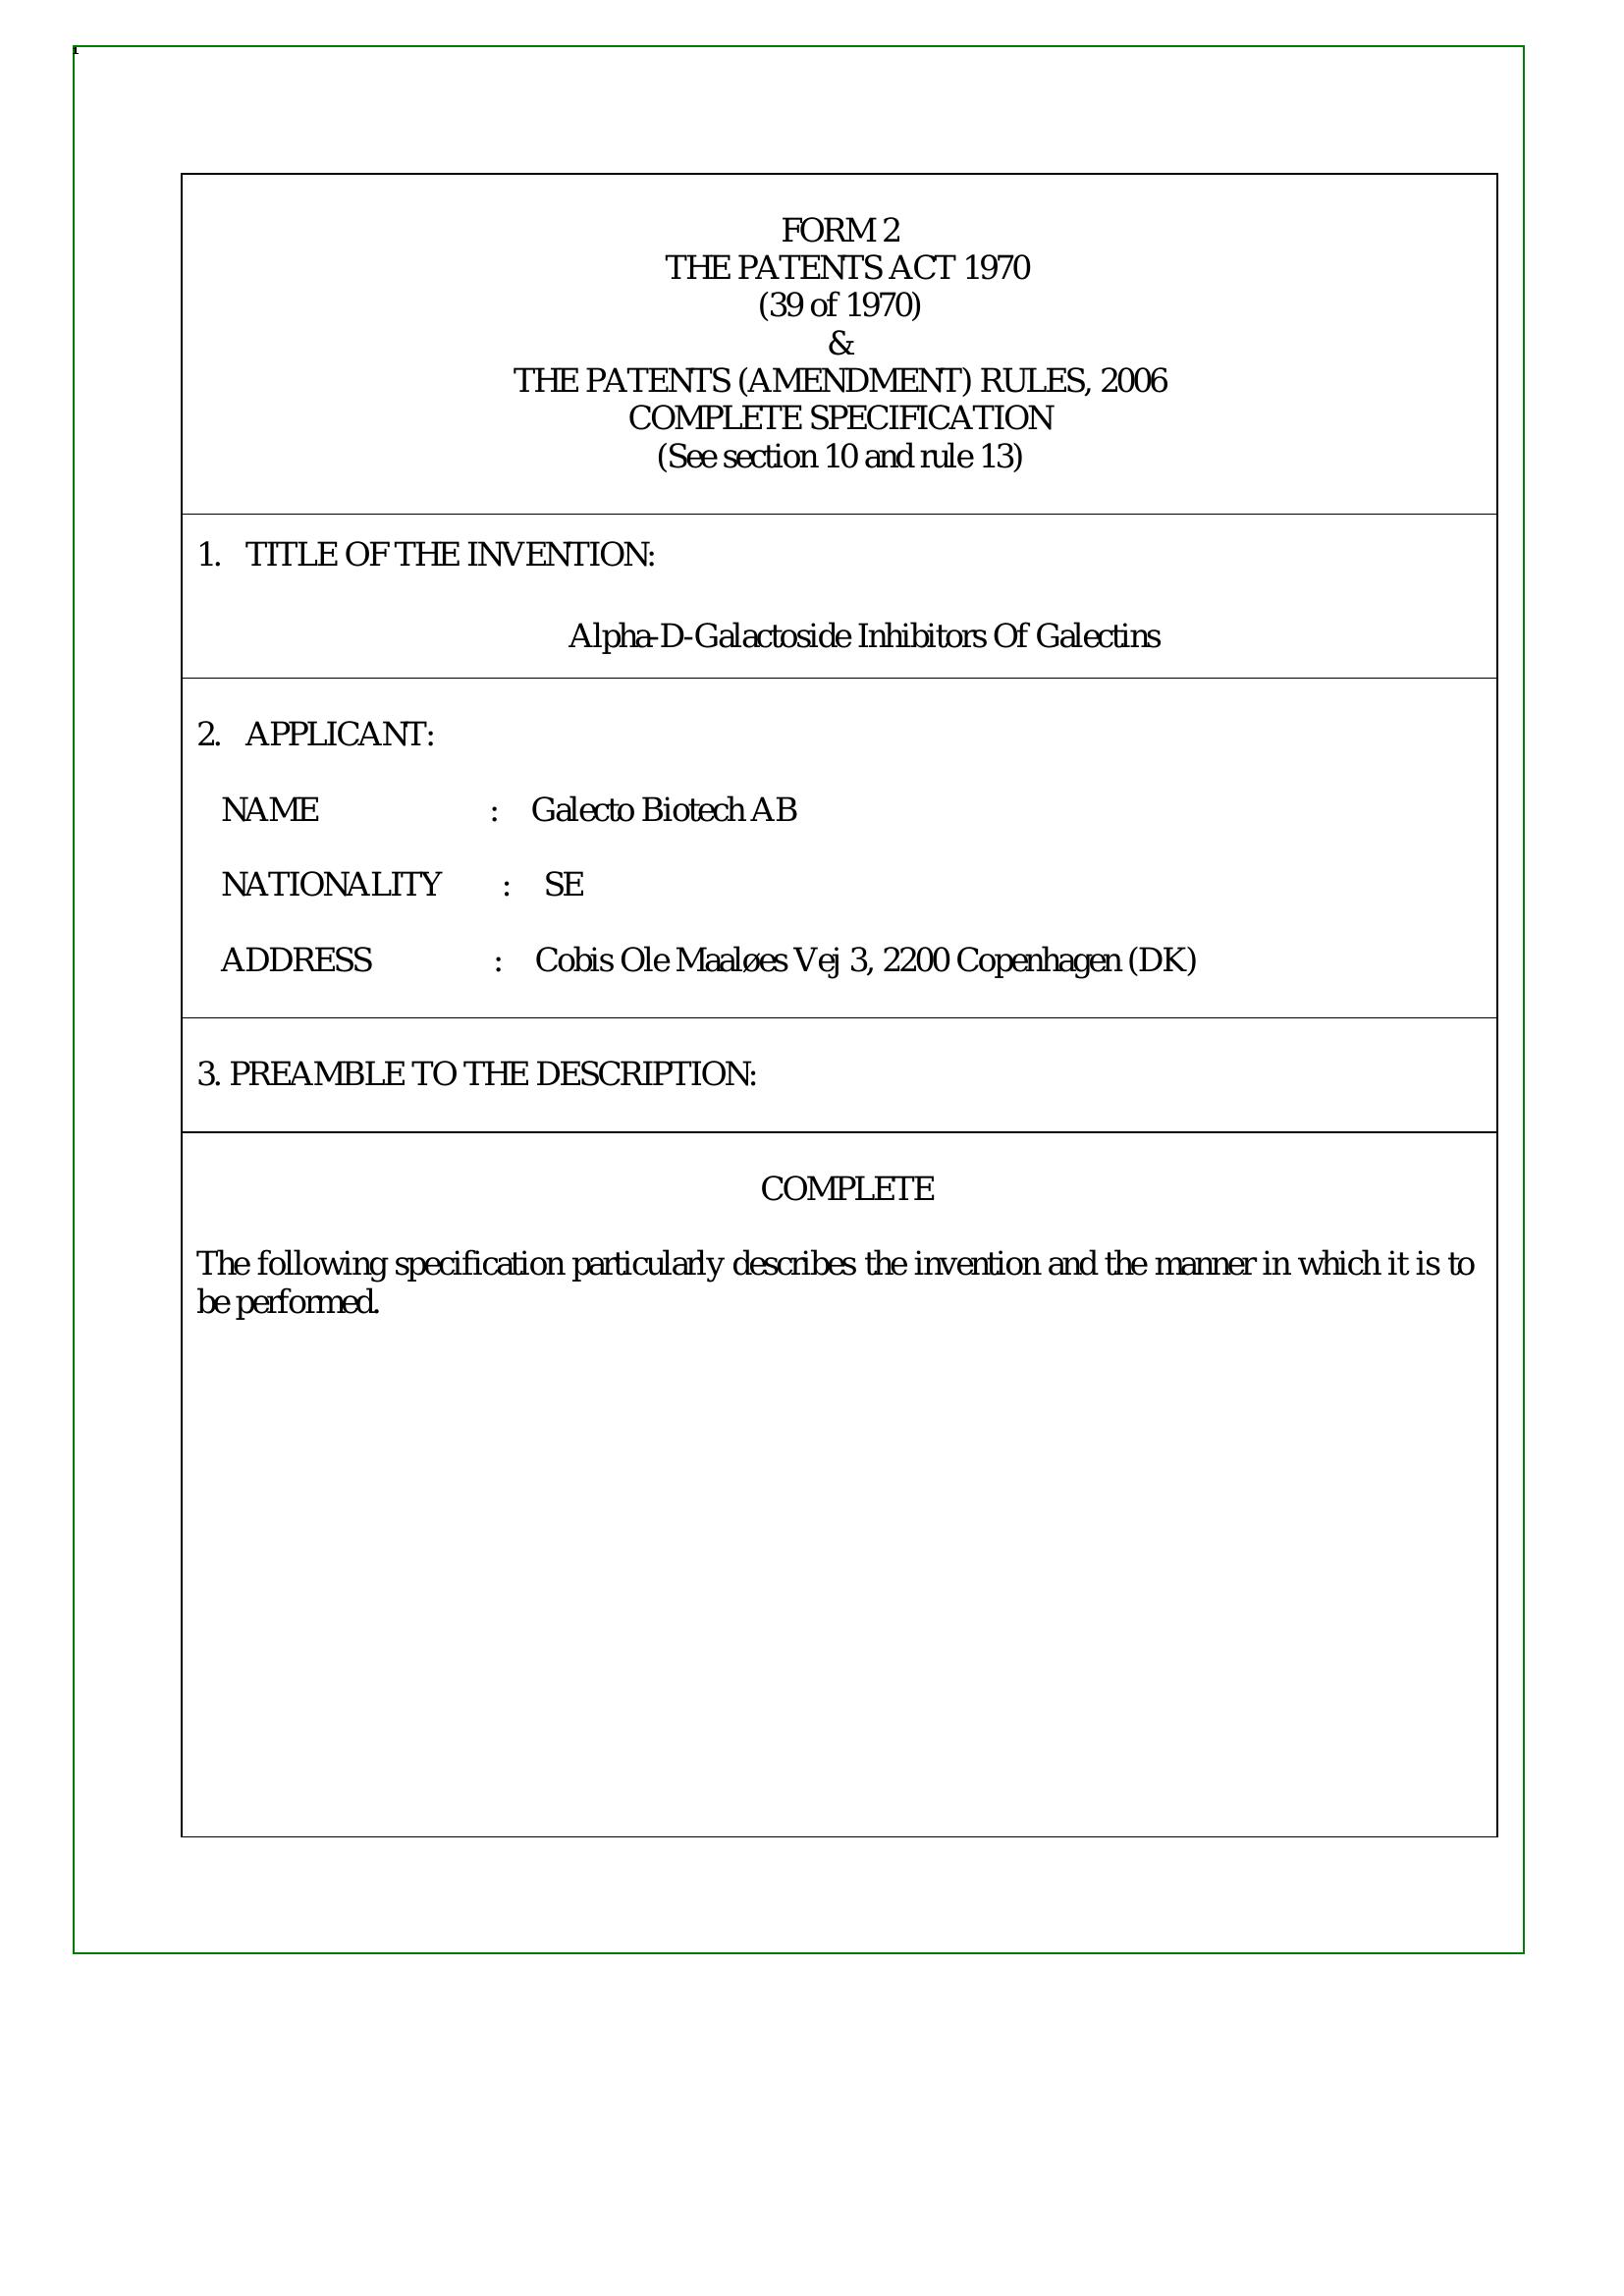 1
FORM 2
THE PATENTS ACT 1970
(39 of 1970)
&
THE PATENTS (AMENDMENT) RULES, 2006
COMPLETE SPECIFICATION
(See section 10 and rule 13)
1. TITLE OF THE INVENTION:
Alpha-D-Galactoside Inhibitors Of Galectins
2. APPLICANT:
NAME : Galecto Biotech AB
NATIONALITY : SE
ADDRESS : Cobis Ole Maaløes Vej 3, 2200 Copenhagen (DK)
3. PREAMBLE TO THE DESCRIPTION:
COMPLETE
The following specification particularly describes the invention and the manner in which it is to
be performed.